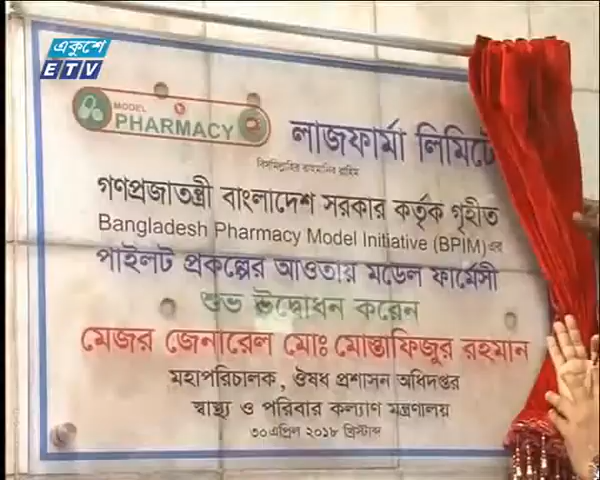 একুশে
ETV
MODEL
PHARMACY
লাজফার্মা লিমিটে
বিসমিল্লাহির রাহমানির রাহিম
গণপ্রজাতন্ত্রী বাংলাদেশ সরকার কর্তৃক গৃহীত
Bangladesh Pharmacy Model Initiative (BPIM) এর
পাইলট প্রকল্পের আওতায় মডেল ফার্মেসী
শুভ উদ্বোধন করেন
মেজর জেনারেল মোঃ মোস্তাফিজুর রহমান
মহাপরিচালক, ঔষধ প্রশাসন অধিদপ্তর
স্বাস্থ্য ও পরিবার কল্যাণ মন্ত্রণালয়
৩০ এপ্রিল ২০১৮ খ্রিস্টাব্দ